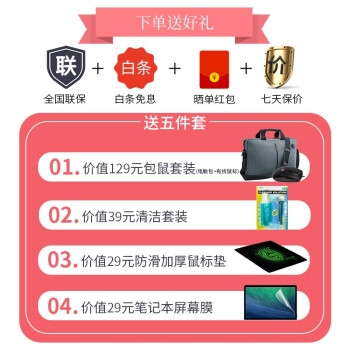 下单送好礼
联
白条
¥
价
全国联保
白条免息
晒单红包
七天保价
送五件套
01. 价值129元包鼠套装(电脑包+有线鼠标)
02. 价值39元清洁套装
03. 价值29元防滑加厚鼠标垫
04. 价值29元笔记本屏幕膜